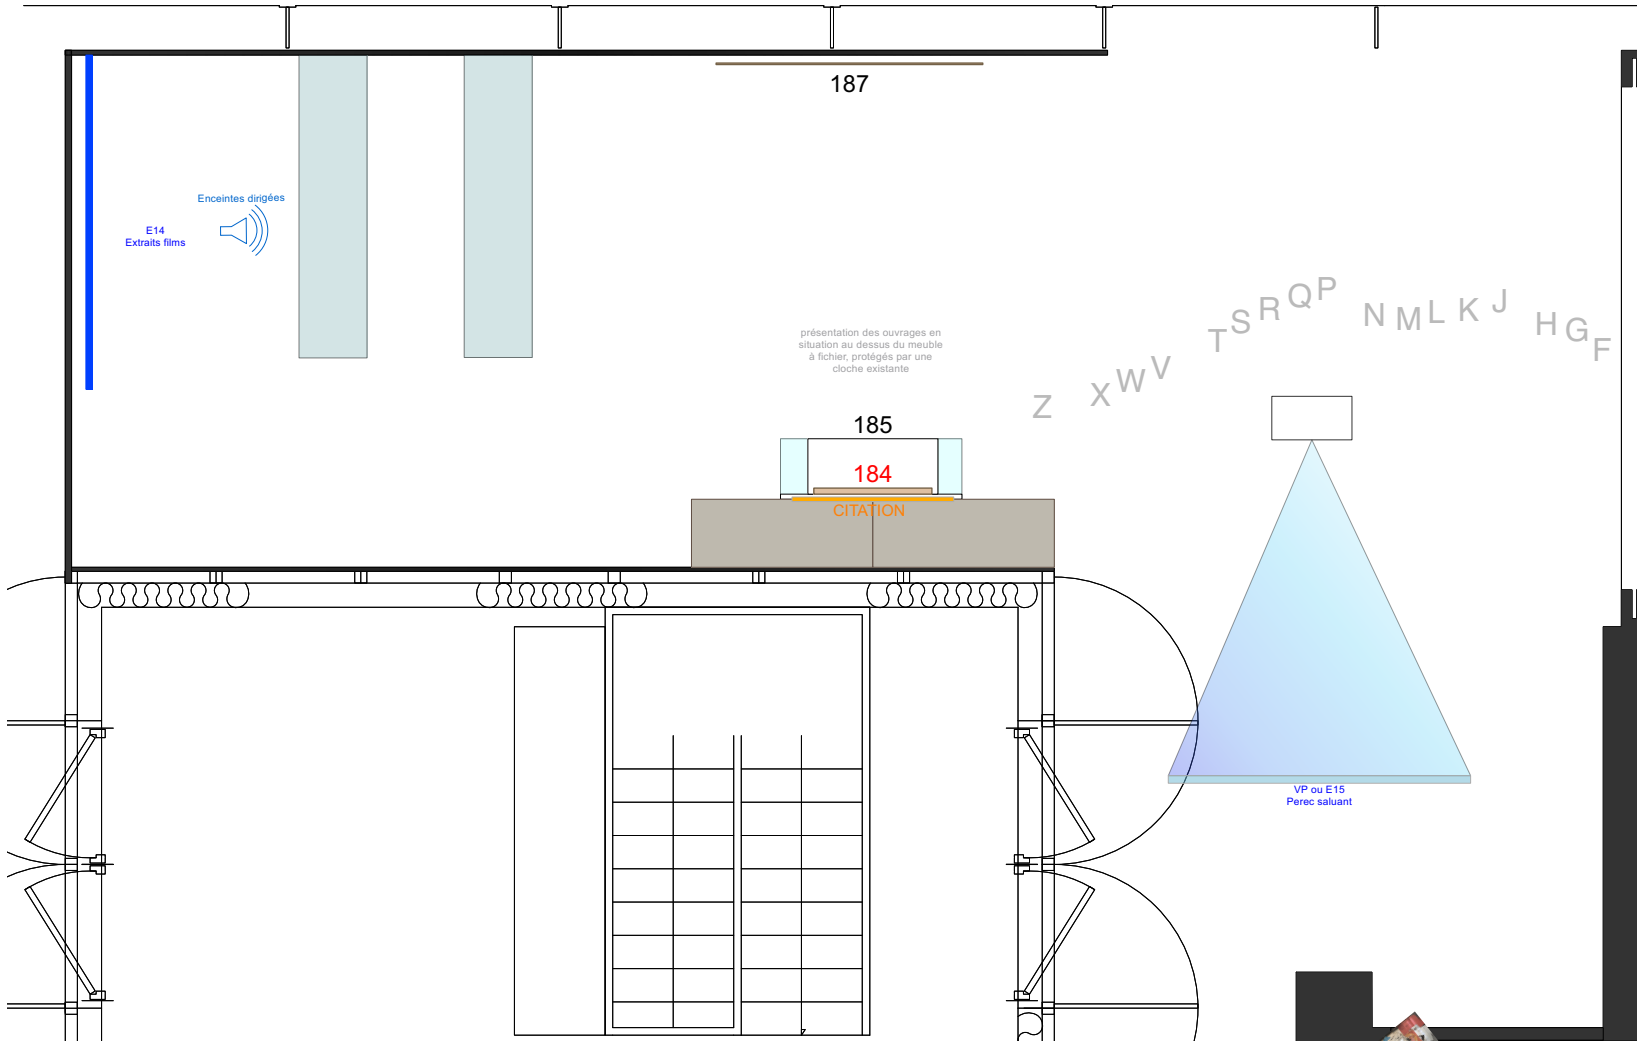 187
Enceintes dirigées
E14
Extraits films
présentation des ouvrages en
situation au dessus du meuble
à fichier, protégés par une
cloche existante
Z X W V T S R Q P N M L K J H G F
185
184
CITATION
VP ou E15
Perec saluant